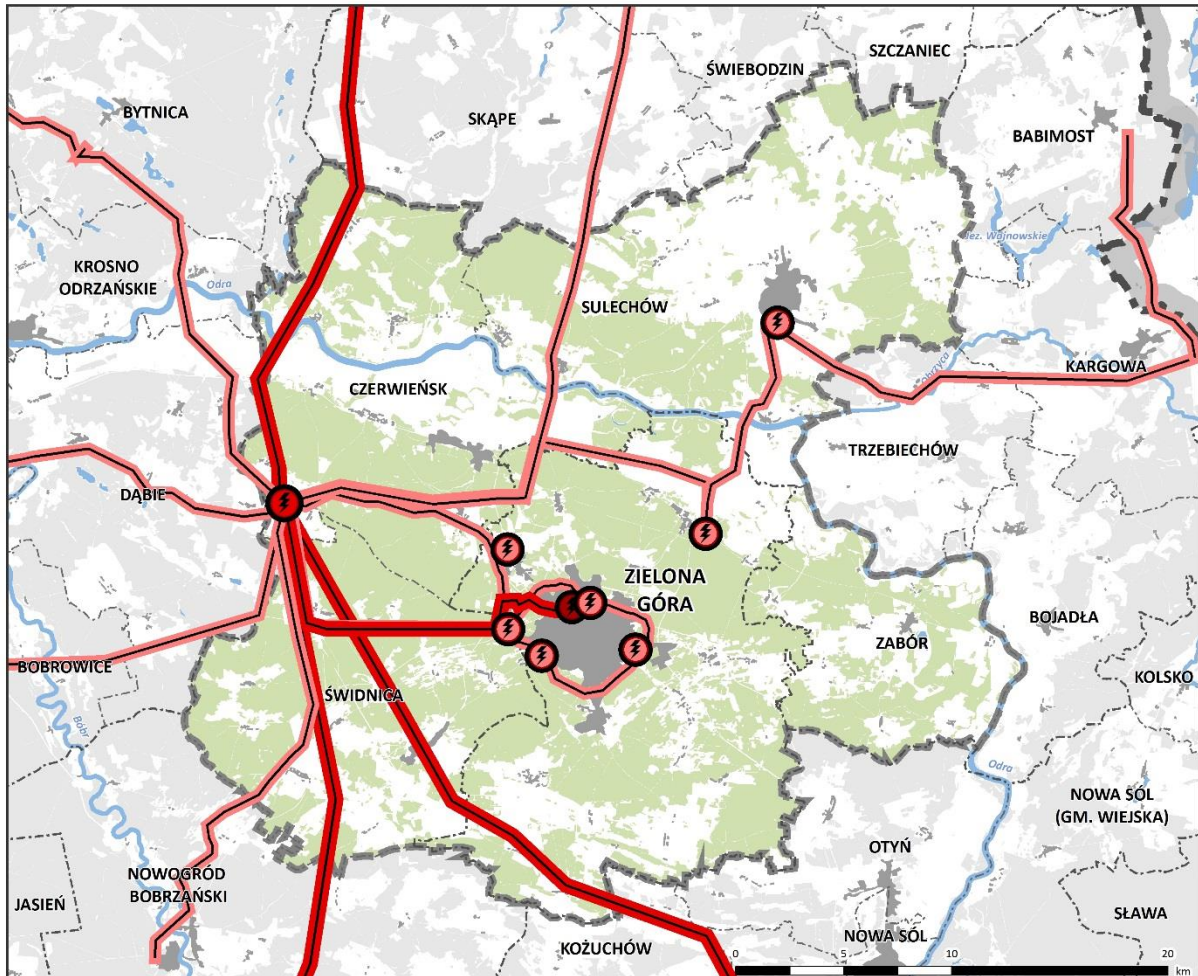 SZCZANIEC
ŚWIEBODZIN
BYTNICA
SKĄPE
BABIMOST
Jez. Wojnowskie
KROSNO
ODRZAŃSKIE
Odra
SULECHÓW
Obrzyca
KARGOWA
CZERWIEŃSK
TRZEBIECHÓW
DĄBIE
ZIELONA
GÓRA
BOJADŁA
ZABÓR
BOBROWICE
KOLSKO
ŚWIDNICA
Bóbr
Odra
NOWA SÓL
(GM. WIEJSKA)
OTYŃ
NOWOGRÓD
BOBRZAŃSKI
JASIEŃ
SŁAWA
KOŻUCHÓW
NOWA SÓL
0 5 10 20
km